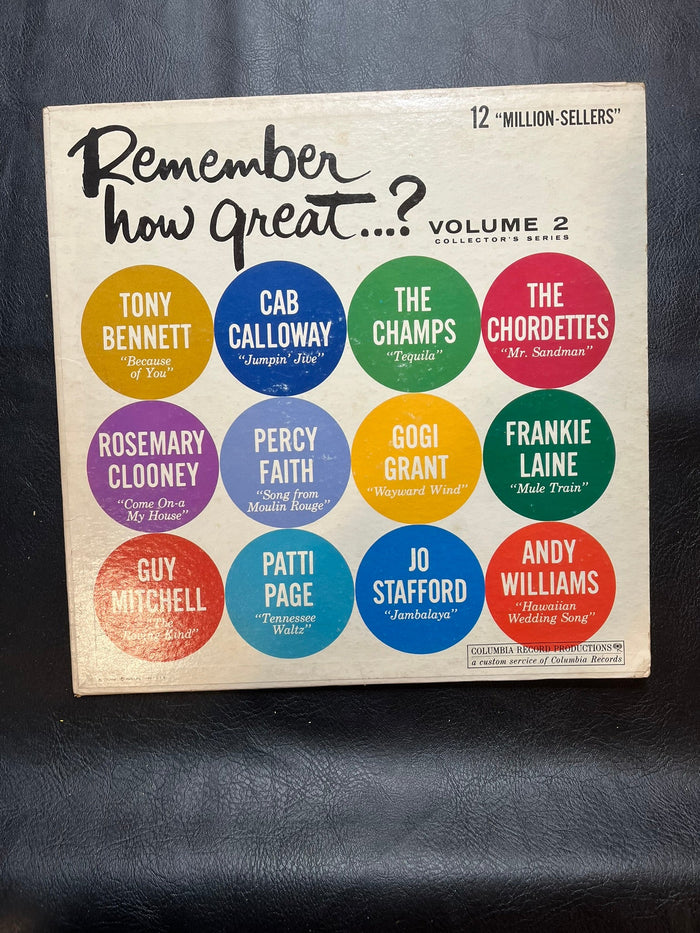 12 "MILLION-SELLERS"
Remember
how great...?
VOLUME 2
COLLECTOR'S SERIES
TONY
BENNETT
"Because
of You"
CAB
CALLOWAY
"Jumpin' Jive"
THE
CHAMPS
"Tequila"
THE
CHORDETTES
"Mr. Sandman"
ROSEMARY
CLOONEY
"Come On-a
My House"
PERCY
FAITH
"Song from
Moulin Rouge"
GOGI
GRANT
"Wayward Wind"
FRANKIE
LAINE
"Mule Train"
GUY
MITCHELL
"The
Roving Kind"
PATTI
PAGE
"Tennessee
Waltz"
JO
STAFFORD
"Jambalaya"
ANDY
WILLIAMS
"Hawaiian
Wedding Song"
COLUMBIA RECORD PRODUCTIONS
a custom service of Columbia Records